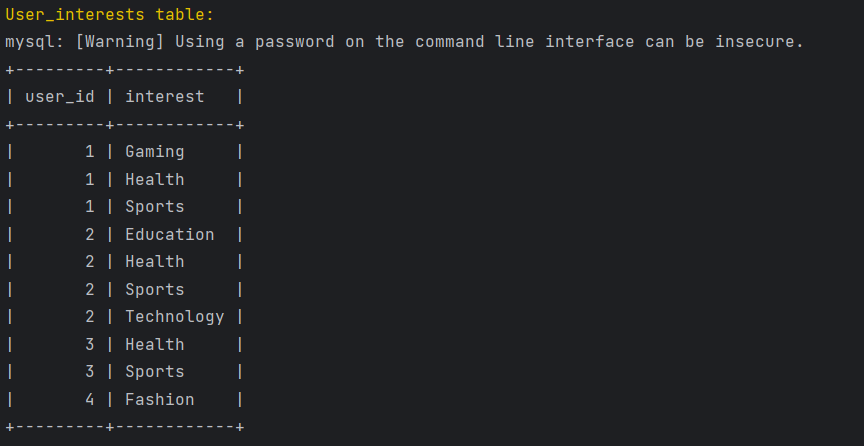 User_interests table:
mysql: [Warning] Using a password on the command line interface can be insecure.
+---------+------------+
| user_id | interest   |
+---------+------------+
|       1 | Gaming     |
|       1 | Health     |
|       1 | Sports     |
|       2 | Education  |
|       2 | Health     |
|       2 | Sports     |
|       2 | Technology |
|       3 | Health     |
|       3 | Sports     |
|       4 | Fashion    |
+---------+------------+